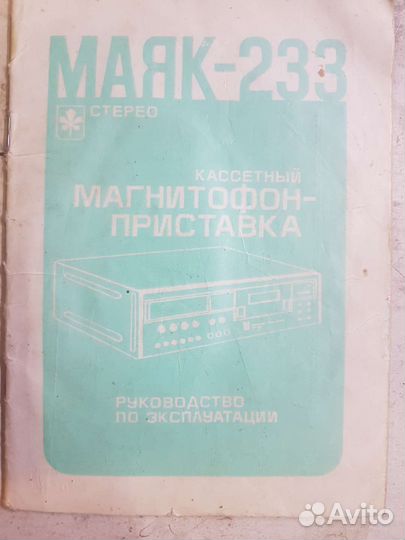 МАЯК-233
СТЕРЕО
КАССЕТНЫЙ
МАГНИТОФОН-
ПРИСТАВКА
РУКОВОДСТВО
ПО ЭКСПЛУАТАЦИИ
Avito